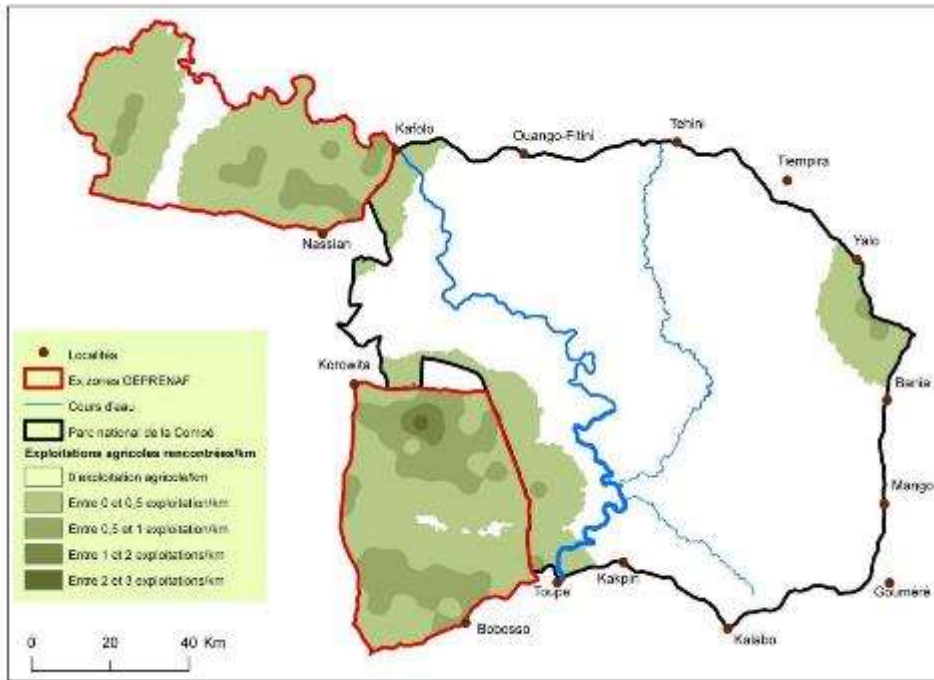 Kafolo
Ouango-Fitini
Tehini
Tiempira
Nassian
Yalo
Korowita
Bania
Mango
Toupe
Kakpin
Gouméré
Bobosso
Kalabo
Localités
Ex zones GEPRENAF
Cours d'eau
Parc national de la Comoé
Exploitations agricoles rencontrées/km
0 exploitation agricole/km
Entre 0 et 0,5 exploitation/km
Entre 0,5 et 1 exploitation/km
Entre 1 et 2 exploitations/km
Entre 2 et 3 exploitations/km
0 20 40 Km